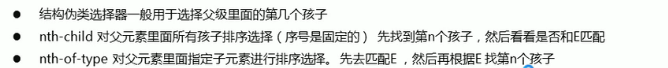 ● 结构伪类选择器一般用于选择父级里面的第几个孩子
● nth-child 对父元素里面所有孩子排序选择（序号是固定的） 先找到第n个孩子，然后看看是否和E匹配
● nth-of-type 对父元素里面指定子元素进行排序选择。 先去匹配E ，然后再根据E 找第n个孩子